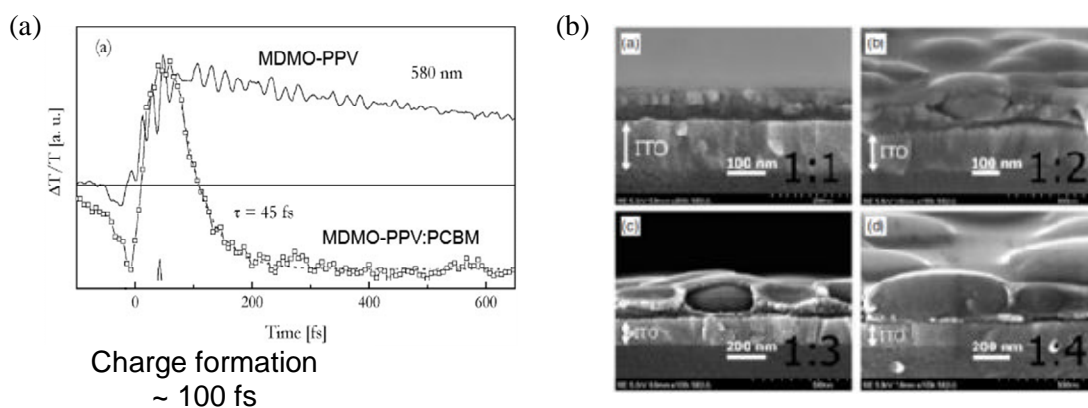 (a)
(a)
MDMO-PPV
580 nm
ΔT/T [a. u.]
τ = 45 fs
MDMO-PPV:PCBM
0
200
400
600
Time [fs]
Charge formation
~ 100 fs
(b)
(a)
ITO
100 nm
1:1
(b)
ITO
100 nm
1:2
(c)
ITO
200 nm
1:3
(d)
ITO
200 nm
1:4